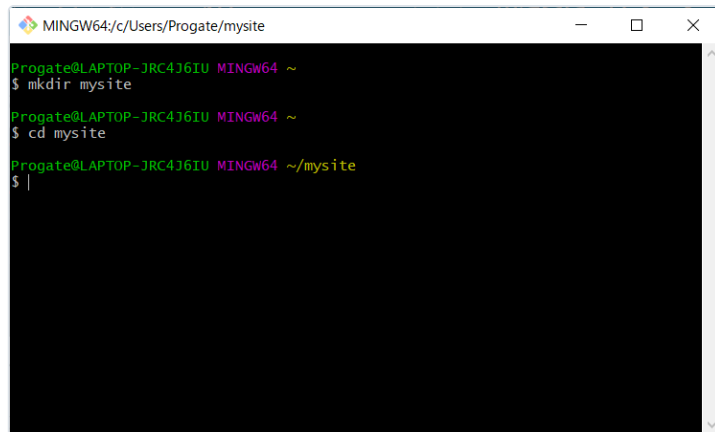 MINGW64:/c/Users/Progate/mysite
Progate@LAPTOP-JRC4J6IU MINGW64 ~
$ mkdir mysite
Progate@LAPTOP-JRC4J6IU MINGW64 ~
$ cd mysite
Progate@LAPTOP-JRC4J6IU MINGW64 ~/mysite
$